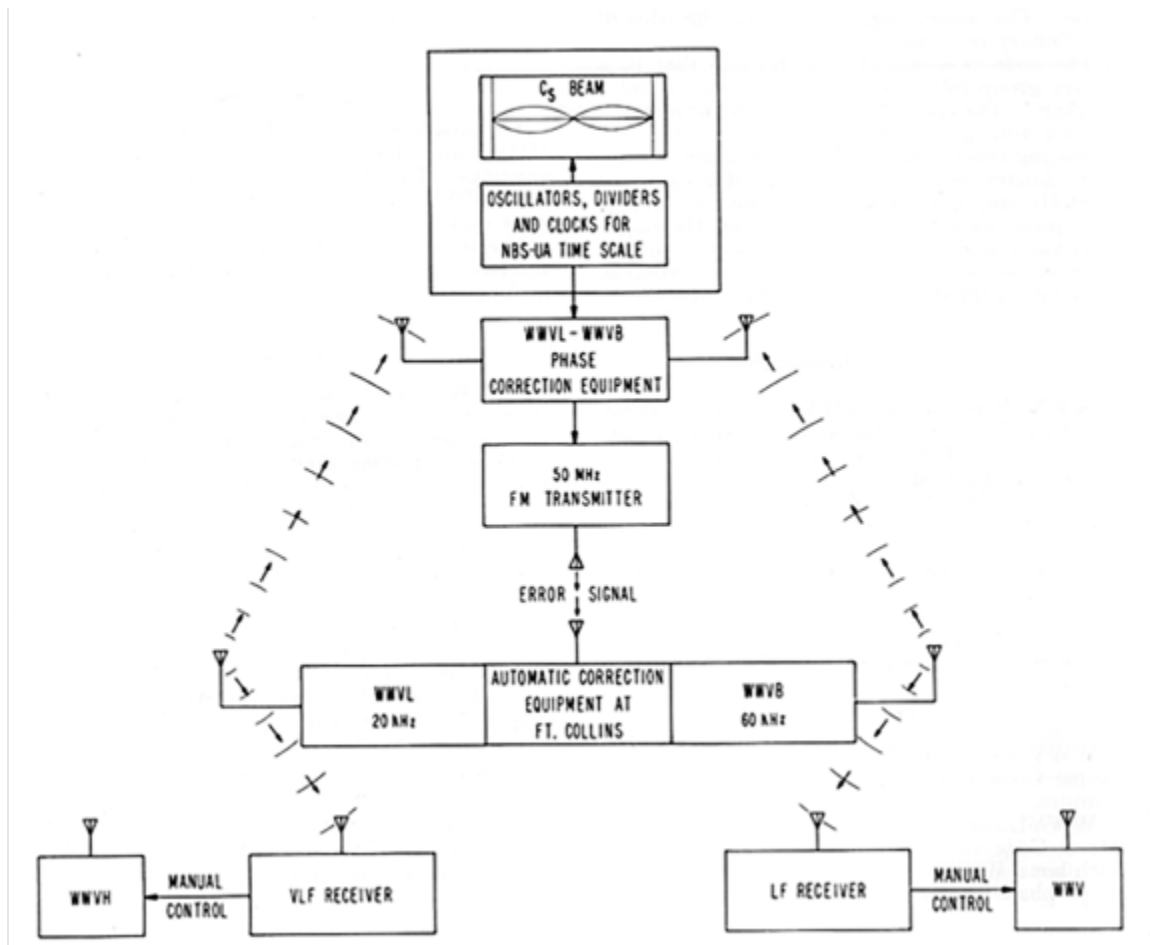 Cs BEAM
OSCILLATORS, DIVIDERS
AND CLOCKS FOR
NBS-UA TIME SCALE
WWVL-WWVB
PHASE
CORRECTION EQUIPMENT
50 MHz
FM TRANSMITTER
ERROR SIGNAL
WWVL
20 kHz
AUTOMATIC CORRECTION
EQUIPMENT AT
FT. COLLINS
WWVB
60 kHz
WWVH
MANUAL
CONTROL
VLF RECEIVER
LF RECEIVER
MANUAL
CONTROL
WWV